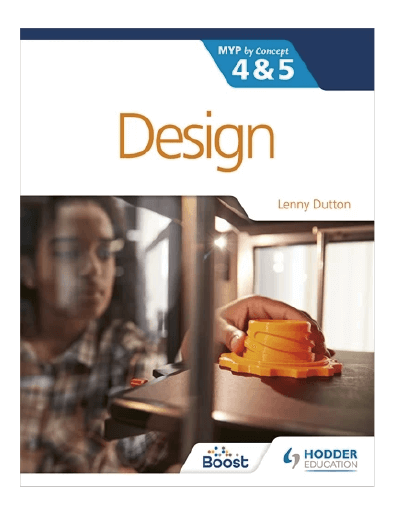 MYP by Concept
4&5
Design
Lenny Dutton
Boost
HODDER
EDUCATION